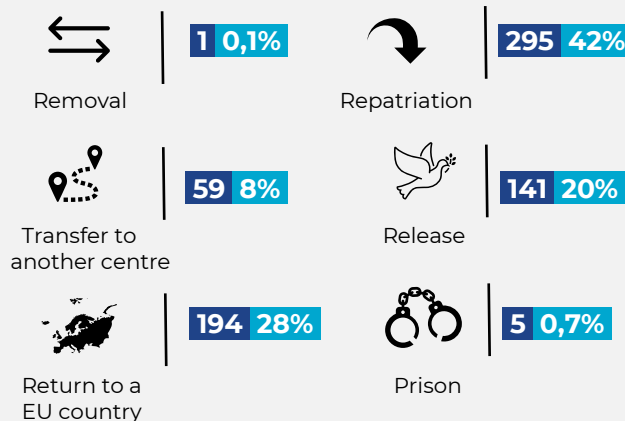 1 0,1%
Removal
295 42%
Repatriation
59 8%
Transfer to
another centre
141 20%
Release
194 28%
Return to a
EU country
5 0,7%
Prison